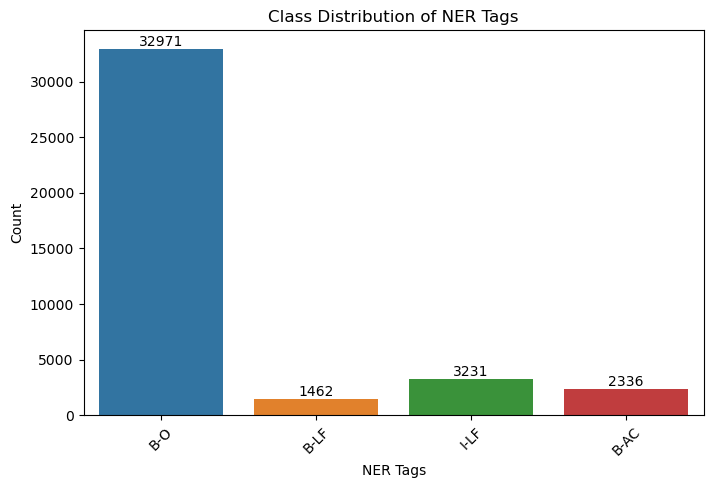 Class Distribution of NER Tags
32971
30000
25000
20000
15000
10000
5000
0
Count
1462
3231
2336
B-O
B-LF
I-LF
B-AC
NER Tags